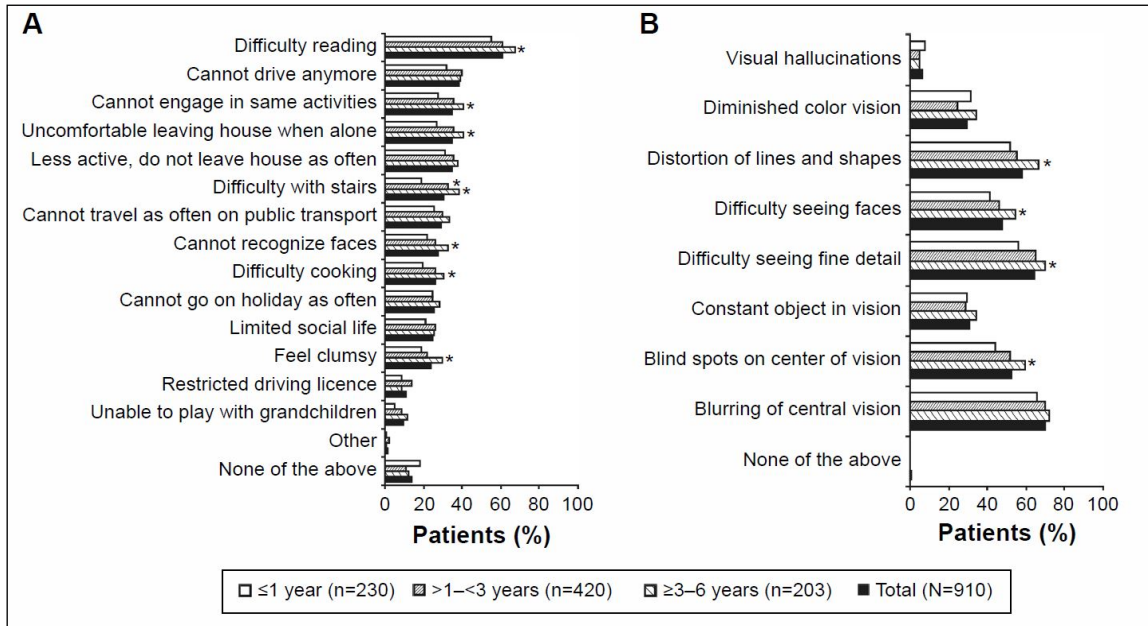 A
Difficulty reading
*
Cannot drive anymore
Cannot engage in same activities
*
Uncomfortable leaving house when alone
*
Less active, do not leave house as often
Difficulty with stairs
*
*
Cannot travel as often on public transport
Cannot recognize faces
*
Difficulty cooking
*
Cannot go on holiday as often
Limited social life
Feel clumsy
*
Restricted driving licence
Unable to play with grandchildren
Other
None of the above
0 20 40 60 80 100
Patients (%)
B
Visual hallucinations
Diminished color vision
Distortion of lines and shapes
*
Difficulty seeing faces
*
Difficulty seeing fine detail
*
Constant object in vision
Blind spots on center of vision
*
Blurring of central vision
None of the above
0 20 40 60 80 100
Patients (%)
≤1 year (n=230) >1–<3 years (n=420) ≥3–6 years (n=203) Total (N=910)